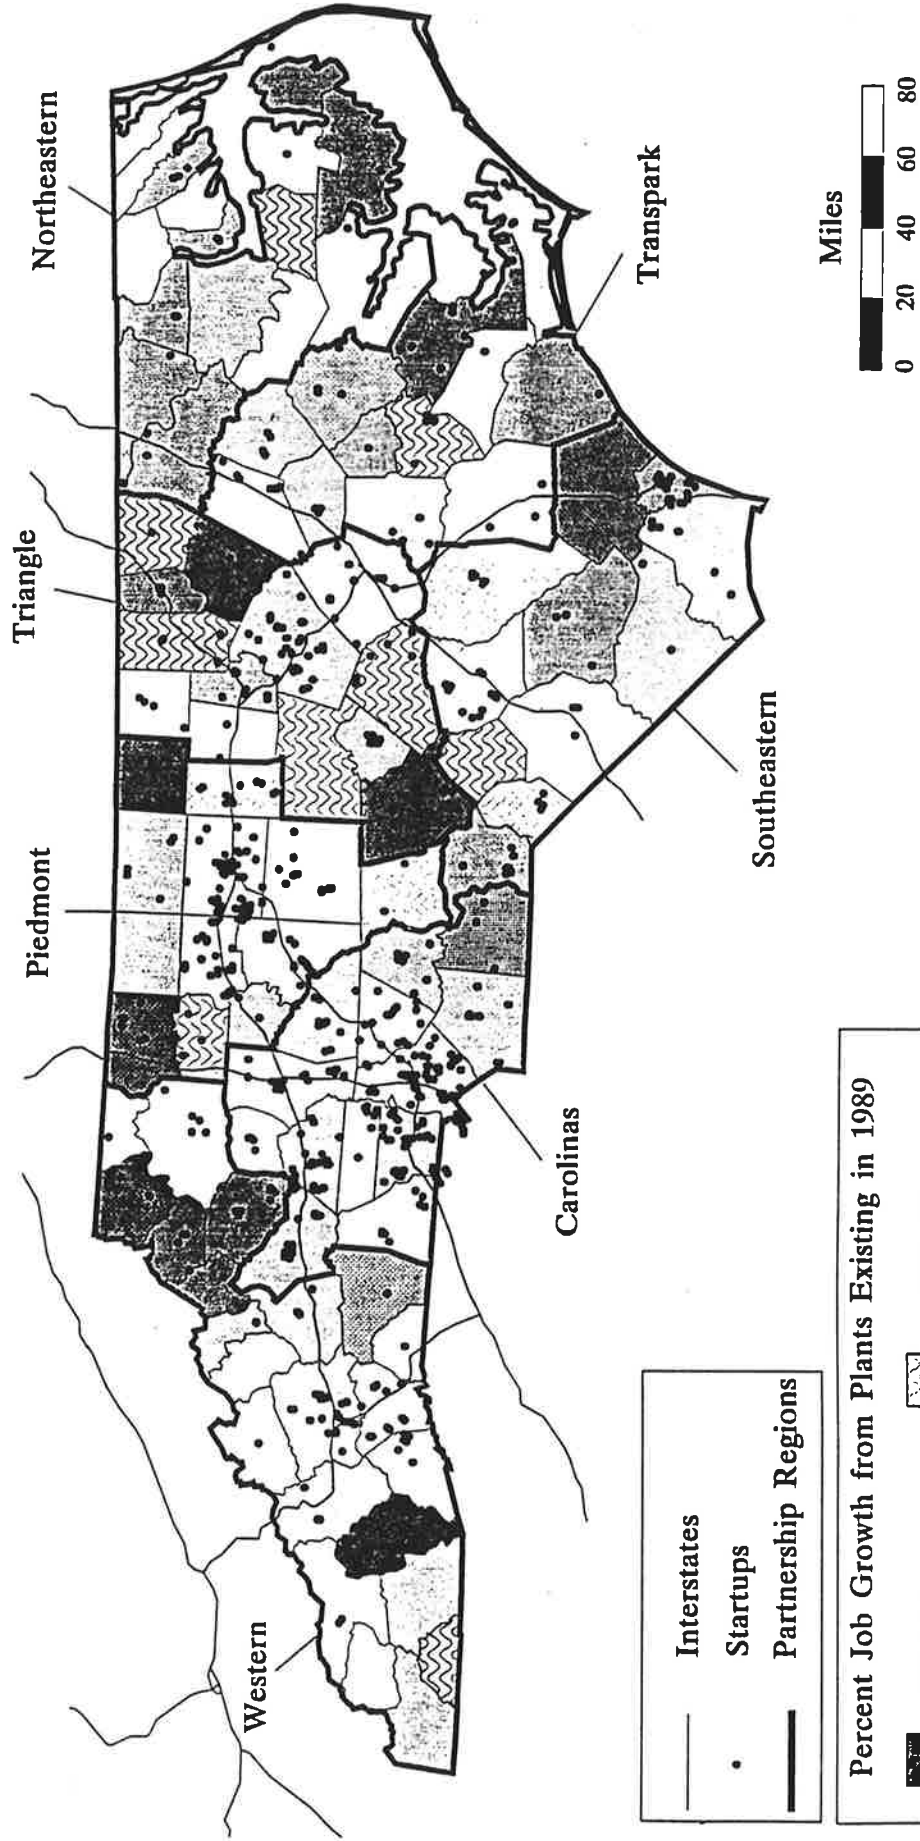 Northeastern
Triangle
Piedmont
Western
Transpark
Southeastern
Carolinas
Miles
0 20 40 60 80
Interstates
Startups
Partnership Regions
Percent Job Growth from Plants Existing in 1989